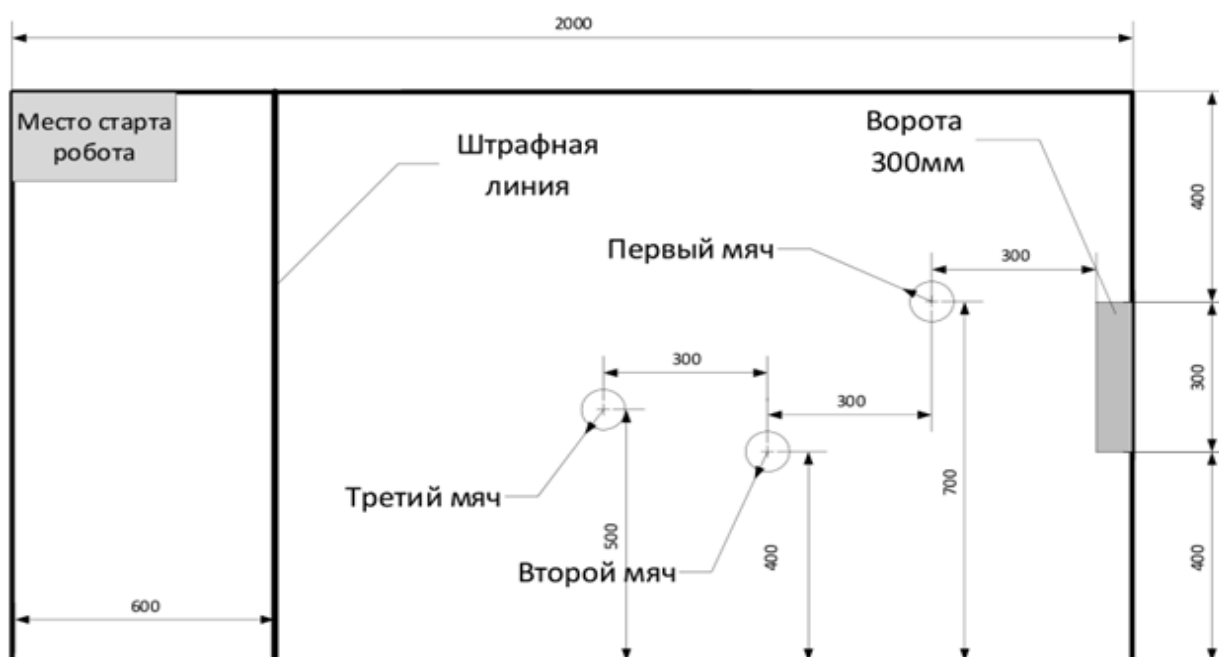 2000
Место старта
робота
Штрафная
линия
Ворота
300мм
400
Первый мяч
300
300
300
300
Третий мяч
700
500
400
400
Второй мяч
600